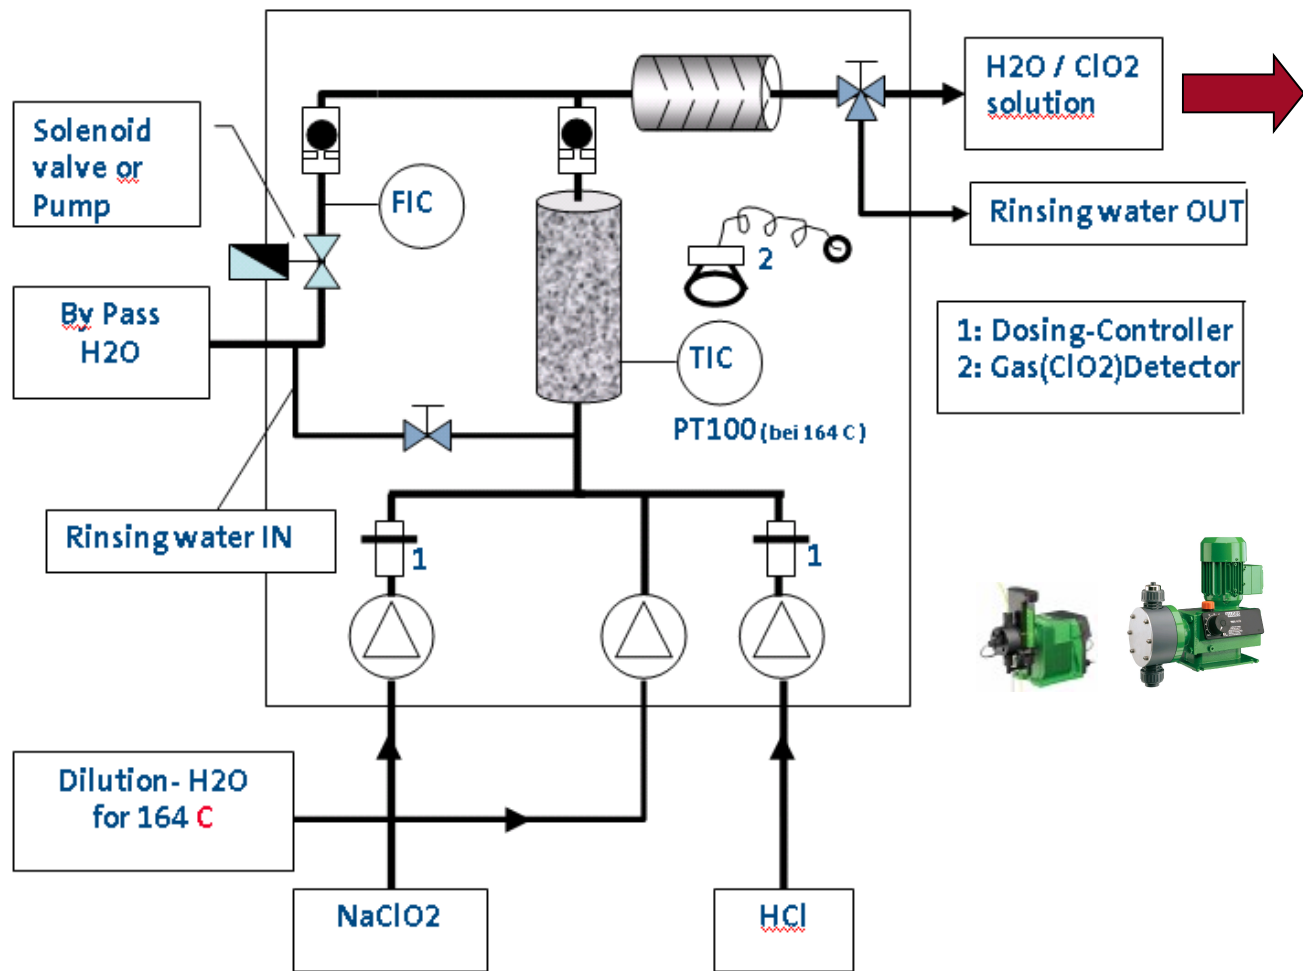 H2O / ClO2
solution
Solenoid
valve or
Pump
FIC
Rinsing water OUT
2
By Pass
H2O
1: Dosing-Controller
2: Gas(ClO2)Detector
TIC
PT100 (bei 164 C)
Rinsing water IN
1
1
Dilution- H2O
for 164 C
NaClO2
HCl